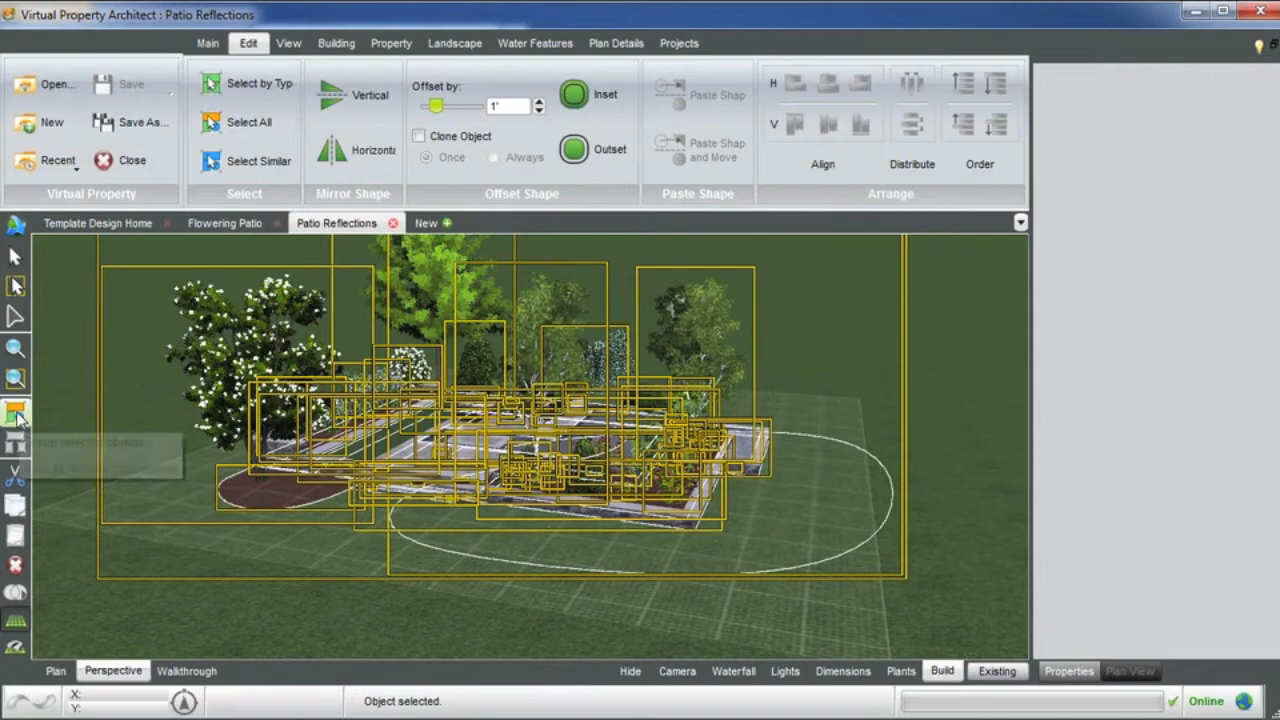 Virtual Property Architect : Patio Reflections
Main Edit View Building Property Landscape Water Features Plan Details Projects
Open... Save
New Save As...
Recent Close
Virtual Property
Select by Typ
Select All
Select Similar
Select
Vertical
Horizonta
Mirror Shape
Offset by:
1'
Clone Object
Once Always
Inset
Outset
Offset Shape
Paste Shap
Paste Shap
and Move
Paste Shape
H
V
Align Distribute Order
Arrange
Template Design Home Flowering Patio Patio Reflections New
Plan Perspective Walkthrough Hide Camera Waterfall Lights Dimensions Plants Build Existing Properties Plan View
X:
Y:
Object selected.
Online